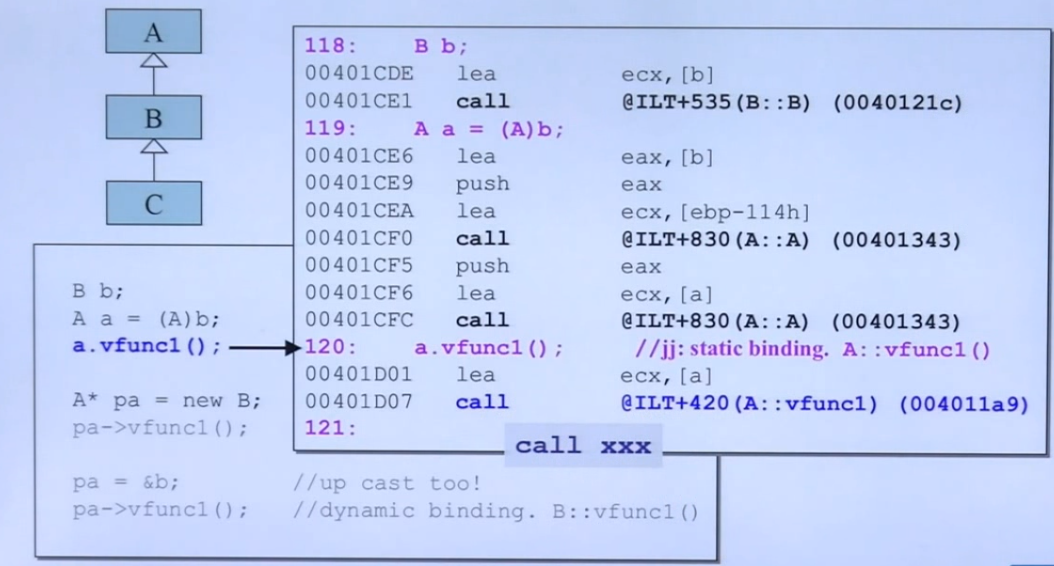 A
B
C
118: B b;
00401CDE lea ecx,[b]
00401CE1 call @ILT+535(B::B) (0040121c)
119: A a = (A)b;
00401CE6 lea eax,[b]
00401CE9 push eax
00401CEA lea ecx,[ebp-114h]
00401CF0 call @ILT+830(A::A) (00401343)
00401CF5 push eax
00401CF6 lea ecx,[a]
00401CFC call @ILT+830(A::A) (00401343)
120: a.vfunc1(); //jj: static binding. A::vfunc1()
00401D01 lea ecx,[a]
00401D07 call @ILT+420(A::vfunc1) (004011a9)
121:
call xxx
B b;
A a = (A)b;
a.vfunc1();
A* pa = new B;
pa->vfunc1();
pa = &b; //up cast too!
pa->vfunc1(); //dynamic binding. B::vfunc1()